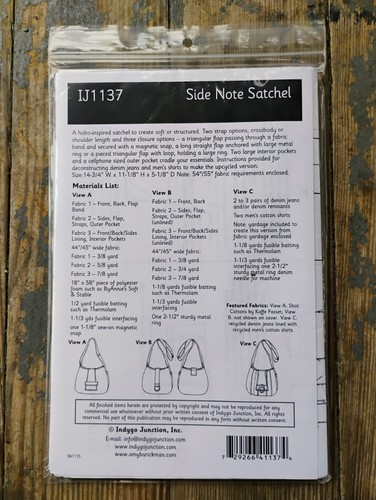 IJ1137 Side Note Satchel
A hobo-inspired satchel to create soft or structured. Two strap options; crossbody or
shoulder length and three closure options – a triangular flap passing through a fabric
band and secured with a magnetic snap, a long straight flap anchored with large metal
ring or a pieced triangular flap with loop, holding a large ring. Two large interior pockets
and a cellphone sized outer pocket cradle your essentials. Instructions provided for
deconstructing denim jeans and men's shirts to make the upcycled version.
Size:14-3/4" W x 11-1/8" H x 5-1/8" D Note: 54"/55" fabric requirements enclosed.
Materials List:
View A
Fabric 1 – Front, Back, Flap
Band
Fabric 2 – Sides, Flap,
Straps, Outer Pocket
Fabric 3 – Front/Back/Sides
Lining, Interior Pockets
44"/45" wide fabric:
Fabric 1 – 3/8 yard
Fabric 2 – 5/8 yard
Fabric 3 – 7/8 yard
18" x 58" piece of polyester
foam such as ByAnnie's Soft
& Stable
1/2 yard fusible batting
such as Thermolam
1-1/3 yds fusible interfacing
one 1-1/8" sew-on magnetic
snap
View B
Fabric 1 – Front, Back
Fabric 2 – Sides, Flap,
Straps, Outer Pocket
(unlined)
Fabric 3 – Front/Back/Sides
Lining, Interior Pockets
(unlined)
44"/45" wide fabric:
Fabric 1 – 3/8 yard
Fabric 2 – 3/4 yard
Fabric 3 – 7/8 yard
1-1/8 yards fusible batting
such as Thermolam
1-1/3 yards fusible
interfacing
One 2-1/2" sturdy metal
ring
View C
2 to 3 pairs of denim jeans
and/or denim remnants
Two men's cotton shirts
Note: yardage included to
create this version from
fabric yardage enclosed
1-1/8 yards fusible batting
such as Thermolam
1-1/3 yards fusible
interfacing one 2-1/2"
sturdy metal ring denim
needle for machine
Featured Fabrics: View A. Shot
Cottons by Kaffe Fasset; View
B. not shown on cover. View C.
recycled denim jeans lined with
recycled men's cotton shirts
View A View B View C
All finished items herein are protected by copyright and may not be reproduced for any
commercial use whatsoever without prior written consent of Indygo Junction, Inc. All rights
reserved. No part of this publication may be reproduced in any form without written consent.
© Indygo Junction, Inc.
E-mail: info@indygojunction.com
www.indygojunction.com
www.amybarickman.com
7 29266 41137 4